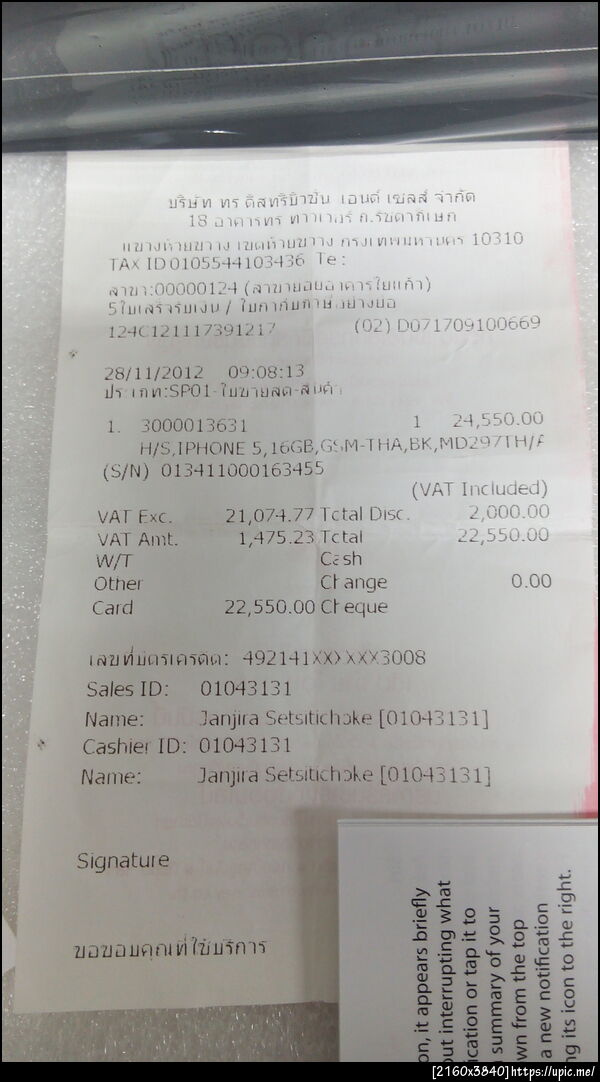 บริษัท ทรู ดิสทริบิวชั่น เอนด์ เซลส์ จำกัด
18 อาคารทรู ทาวเวอร์ ถ.รัชดาภิเษก
แขวงห้วยขวาง เขตห้วยขวาง กรุงเทพมหานคร 10310
TAX ID 0105544103436 Te :
สาขา:00000124 (สาขาย่อยอาคารใบแก้ว)
ใบเสร็จรับเงิน / ใบกำกับภาษีอย่างย่อ
124C121117391217 (02) D071709100669
28/11/2012 09:08:13
ประเภท:SP01-ใบขายสด-สินค้า
1. 3000013631 1 24,550.00
H/S,IPHONE 5,16GB,GSM-THA,BK,MD297TH/A
(S/N) 013411000163455
(VAT Included)
VAT Exc. 21,074.77 Total Disc. 2,000.00
VAT Amt. 1,475.23 Total 22,550.00
W/T Cash
Other Change 0.00
Card 22,550.00 Cheque
เลขที่บัตรเครดิต: 492141XXXXXX3008
Sales ID: 01043131
Name: Janjira Setsitichoke [01043131]
Cashier ID: 01043131
Name: Janjira Setsitichoke [01043131]
Signature
ขอขอบคุณที่ใช้บริการ
on, it appears briefly
out interrupting what
ication or tap it to
summary of your
wn from the top
a new notification
ng its icon to the right.
[2160x3840]https://upic.me/